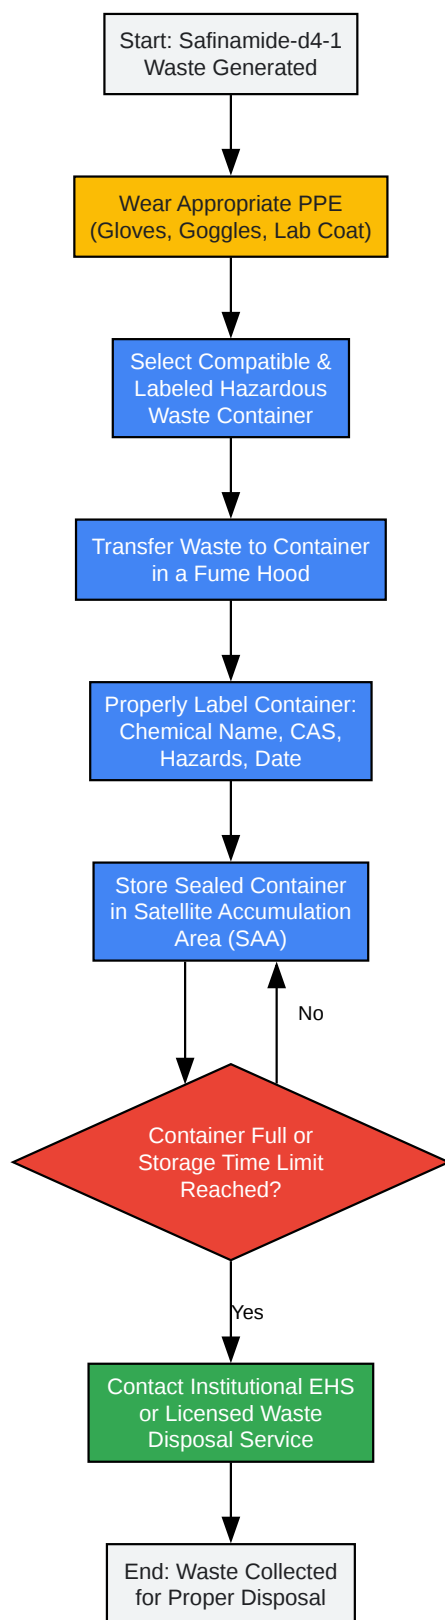 Start: Safinamide-d4-1
Waste Generated
Wear Appropriate PPE
(Gloves, Goggles, Lab Coat)
Select Compatible &
Labeled Hazardous
Waste Container
Transfer Waste to Container
in a Fume Hood
Properly Label Container:
Chemical Name, CAS,
Hazards, Date
Store Sealed Container
in Satellite Accumulation
Area (SAA)
No
Container Full or
Storage Time Limit
Reached?
Yes
Contact Institutional EHS
or Licensed Waste
Disposal Service
End: Waste Collected
for Proper Disposal